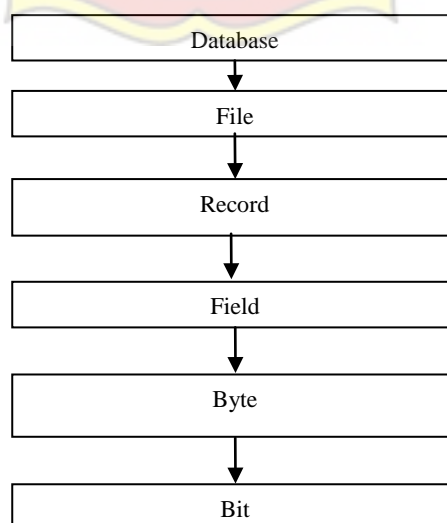 Database
File
Record
Field
Byte
Bit